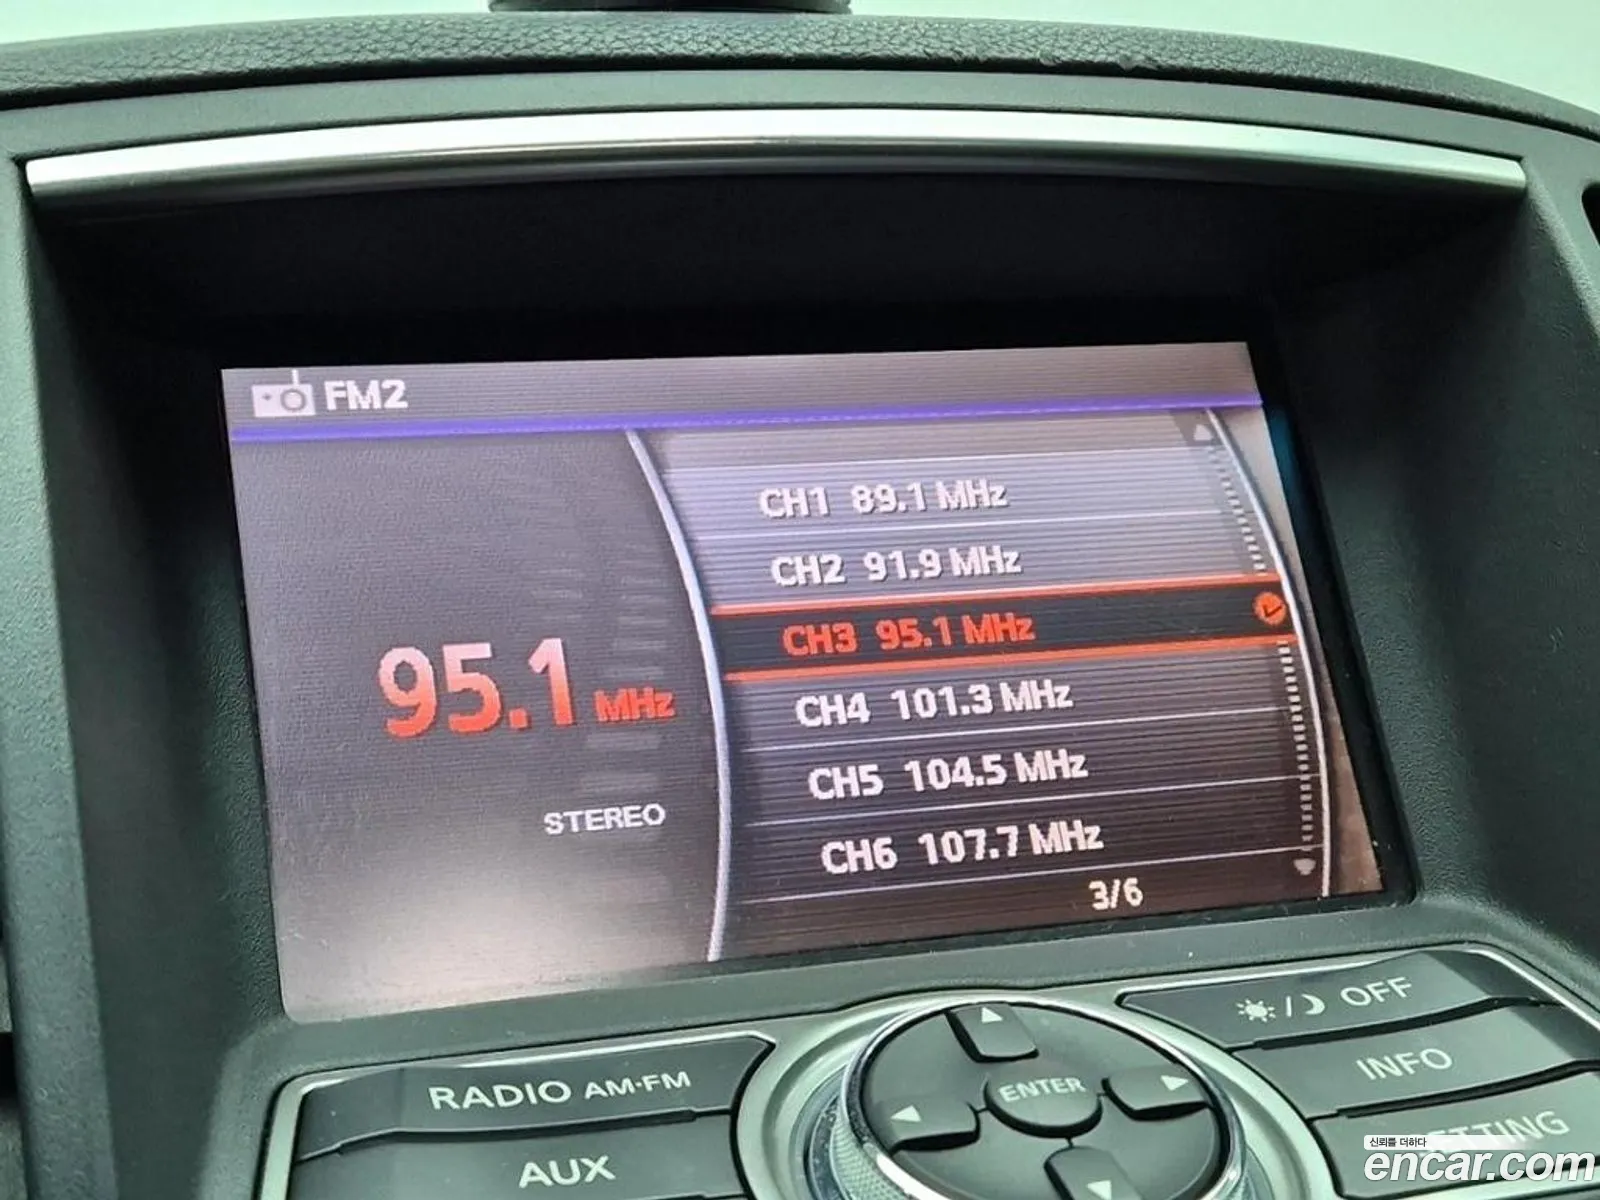 FM2
CH1 89.1 MHz
CH2 91.9 MHz
CH3 95.1 MHz
CH4 101.3 MHz
CH5 104.5 MHz
CH6 107.7 MHz
3/6
95.1 MHz
STEREO
RADIO AM·FM
AUX
ENTER
OFF
INFO
SETTING
신뢰를 더하다
encar.com